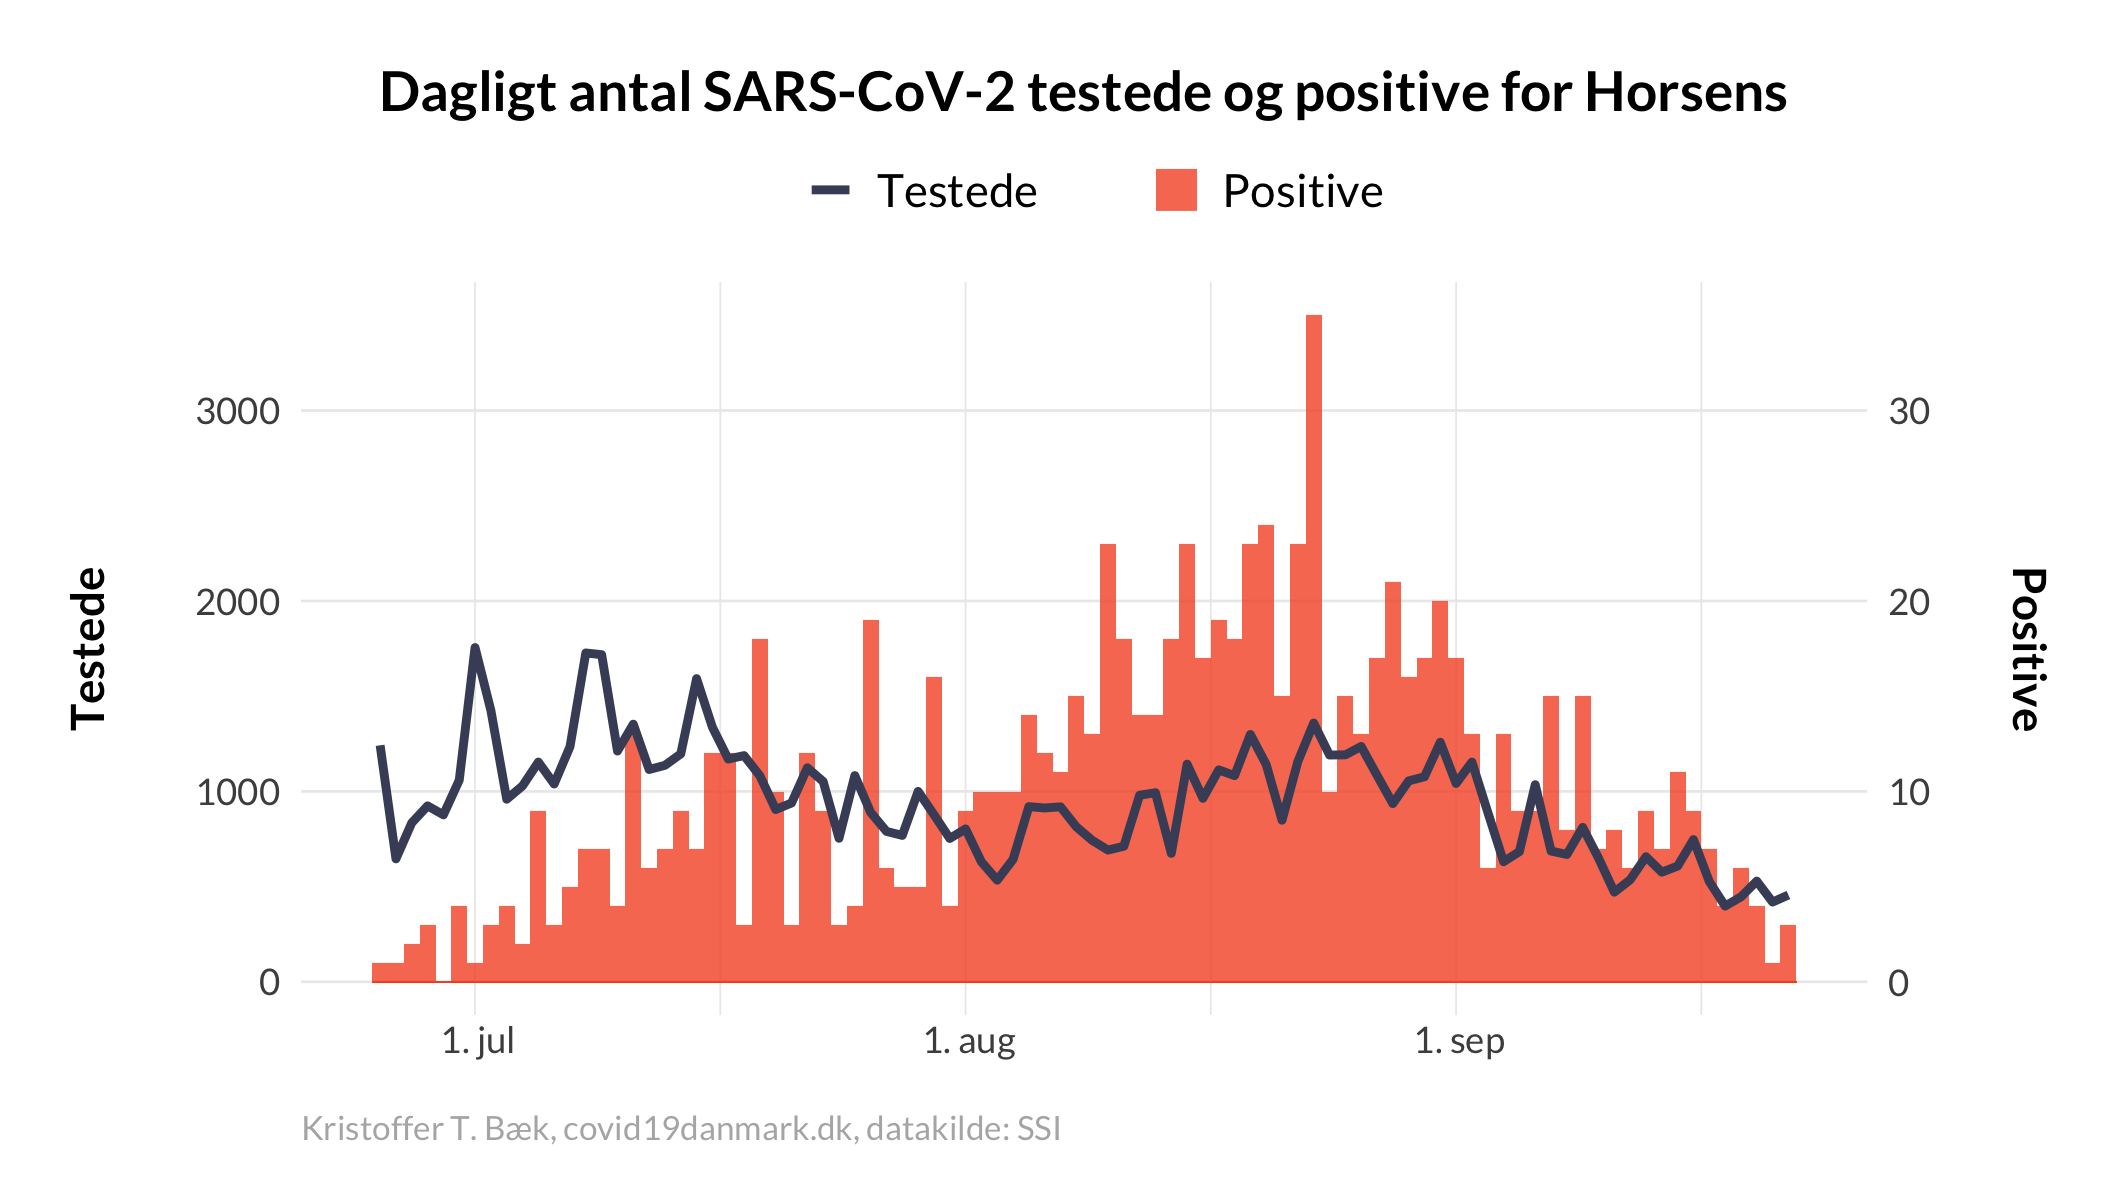 Dagligt antal SARS-CoV-2 testede og positive for Horsens
Testede
Positive
3000
2000
1000
0
Testede
30
20
10
0
Positive
1. jul
1. aug
1. sep
Kristoffer T. Bæk, covid19danmark.dk, datakilde: SSI